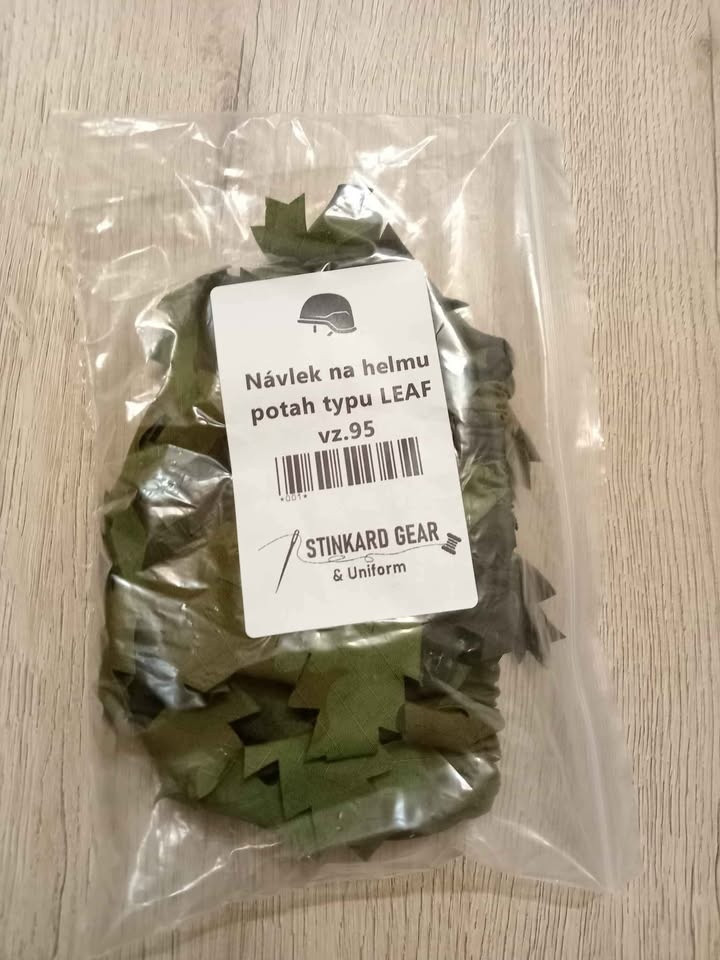 Návlek na helmu
potah typu LEAF
vz.95
*001*
STINKARD GEAR
& Uniform